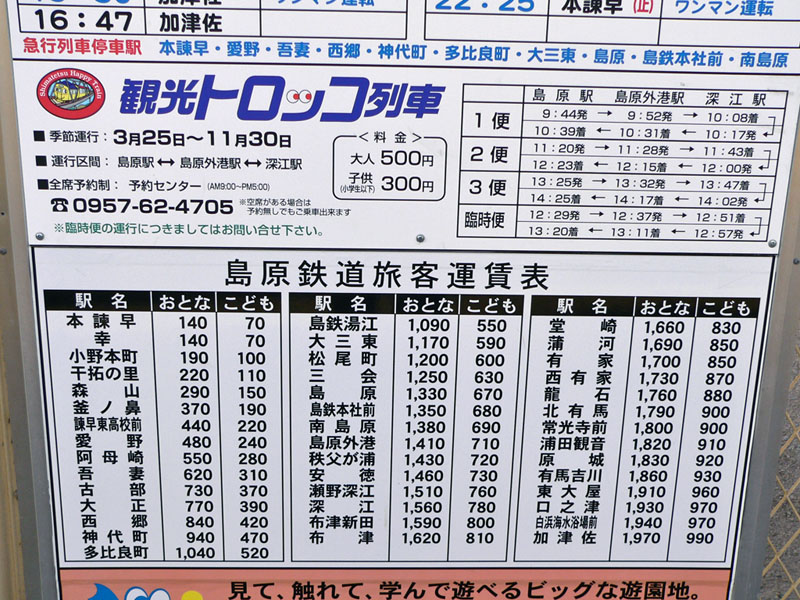 16:47 加津佐
22:25 本諫早(止) ワンマン運転
ワンマン運転
急行列車停車駅 本諫早・愛野・吾妻・西郷・神代町・多比良町・大三東・島原・島鉄本社前・南島原
Shimatetsu Happy Train
観光トロッコ列車
■季節運行：3月25日〜11月30日
■運行区間：島原駅↔島原外港駅↔深江駅
■全席予約制：予約センター (AM9:00〜PM5:00)
☎0957-62-4705 ※空席がある場合は予約無しでもご乗車出来ます
※臨時便の運行につきましてはお問い合せ下さい。
＜料金＞
大人 500円
子供(小学生以下) 300円
島原駅 島原外港駅 深江駅
1便 9:44発 → 9:52発 → 10:08着
10:39着 ← 10:31着 ← 10:17発
2便 11:20発 → 11:28発 → 11:43着
12:23着 ← 12:15着 ← 12:00発
3便 13:25発 → 13:32発 → 13:47着
14:25着 ← 14:17着 ← 14:02発
臨時便 12:29発 → 12:37発 → 12:51着
13:20着 ← 13:11着 ← 12:57発
島原鉄道旅客運賃表
駅名 おとな こども
本諫早 140 70
幸 140 70
小野本町 190 100
干拓の里 220 110
森山 290 150
釜ノ鼻 370 190
諫早東高校前 440 220
愛野 480 240
阿母崎 550 280
吾妻 620 310
古部 730 370
大正 770 390
西郷 840 420
神代町 940 470
多比良町 1,040 520
駅名 おとな こども
島鉄湯江 1,090 550
大三東 1,170 590
松尾町 1,200 600
三会 1,250 630
島原 1,330 670
島鉄本社前 1,350 680
南島原 1,380 690
島原外港 1,410 710
秩父が浦 1,430 720
安徳 1,460 730
瀬野深江 1,510 760
深江 1,560 780
布津新田 1,590 800
布津 1,620 810
駅名 おとな こども
堂崎 1,660 830
蒲河 1,690 850
有家 1,700 850
西有家 1,730 870
龍石 1,760 880
北有馬 1,790 900
常光寺前 1,800 900
浦田観音 1,820 910
原城 1,830 920
有馬吉川 1,860 930
東大屋 1,910 960
口之津 1,930 970
白浜海水浴場前 1,940 970
加津佐 1,970 990
見て、触れて、学んで遊べるビッグな遊園地。